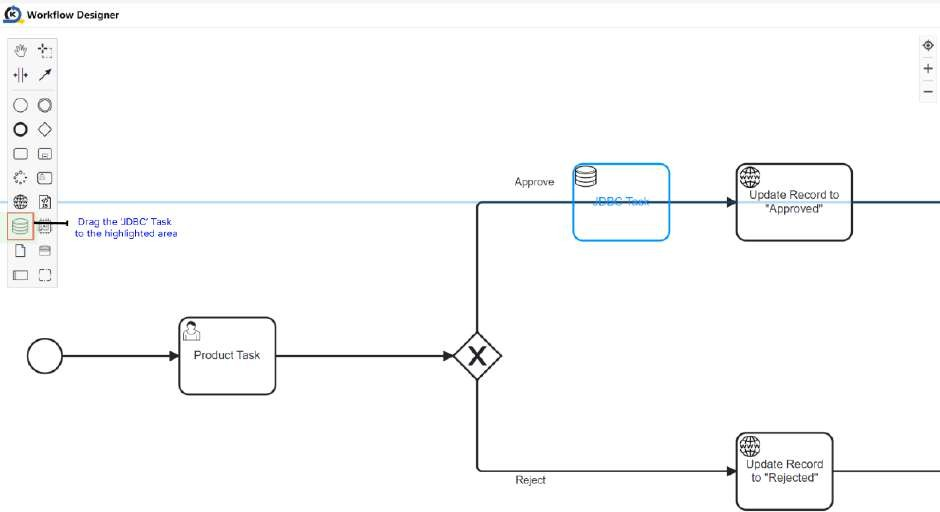 Workflow Designer
Approve
JDBC Task
Update Record to
"Approved"
Drag the 'JDBC' Task
to the highlighted area
Product Task
X
Reject
Update Record
to "Rejected"